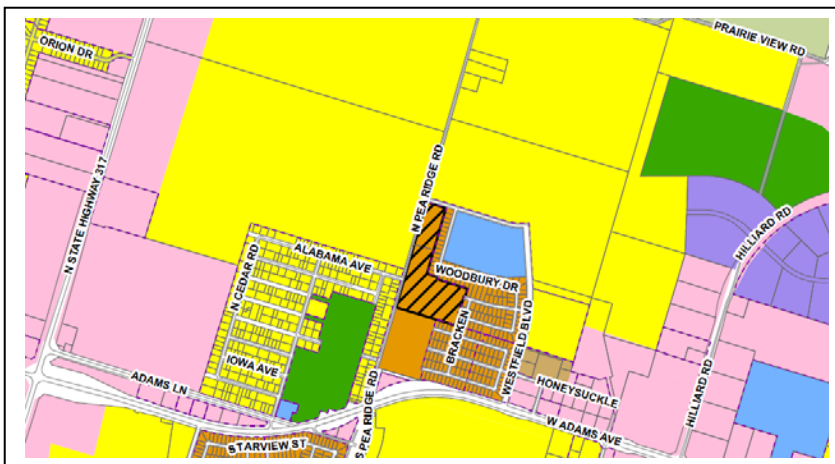 ORION DR
PRAIRIE VIEW RD
N STATE HIGHWAY 317
N PEA RIDGE RD
HILLIARD RD
N CEDAR RD
ALABAMA AVE
WOODBURY DR
BRACKEN
WESTFIELD BLVD
IOWA AVE
HONEYSUCKLE
HILLIARD RD
ADAMS LN
S PEA RIDGE RD
W ADAMS AVE
STARVIEW ST